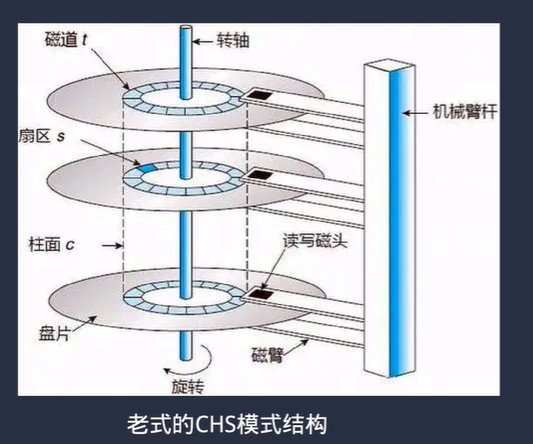 磁道 t
转轴
机械臂杆
扇区 s
读写磁头
柱面 c
盘片
磁臂
旋转
老式的CHS模式结构